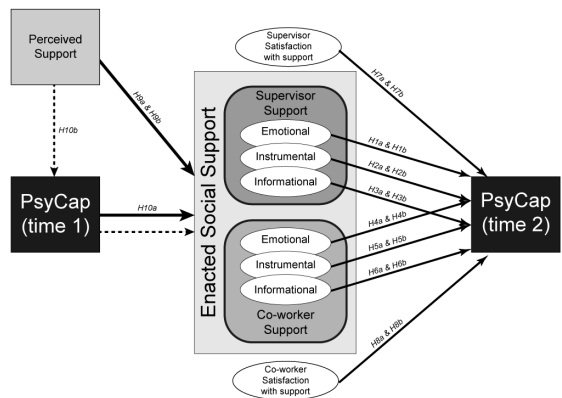 Perceived
Support
Supervisor
Satisfaction
with support
H9a & H9b
H7a & H7b
H10b
Enacted Social Support
Supervisor
Support
Emotional
Instrumental
Informational
H1a & H1b
H2a & H2b
H3a & H3b
PsyCap
(time 1)
H10a
PsyCap
(time 2)
H4a & H4b
H5a & H5b
H6a & H6b
Emotional
Instrumental
Informational
Co-worker
Support
H8a & H8b
Co-worker
Satisfaction
with support